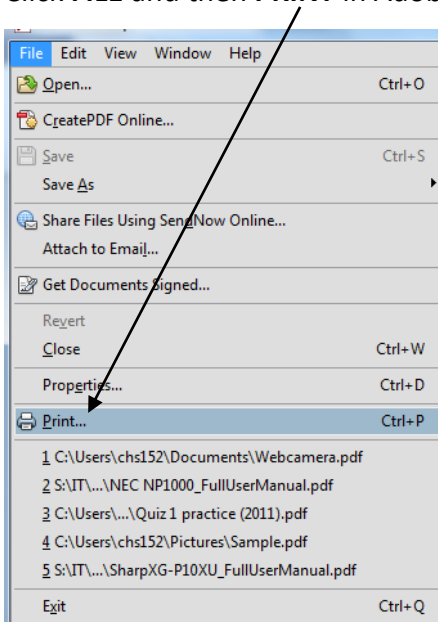 File Edit View Window Help
Open... Ctrl+O
CreatePDF Online...
Save Ctrl+S
Save As
Share Files Using SendNow Online...
Attach to Email...
Get Documents Signed...
Revert
Close Ctrl+W
Properties... Ctrl+D
Print... Ctrl+P
1 C:\Users\chs152\Documents\Webcamera.pdf
2 S:\IT\...\NEC NP1000_FullUserManual.pdf
3 C:\Users\...\Quiz 1 practice (2011).pdf
4 C:\Users\chs152\Pictures\Sample.pdf
5 S:\IT\...\SharpXG-P10XU_FullUserManual.pdf
Exit Ctrl+Q